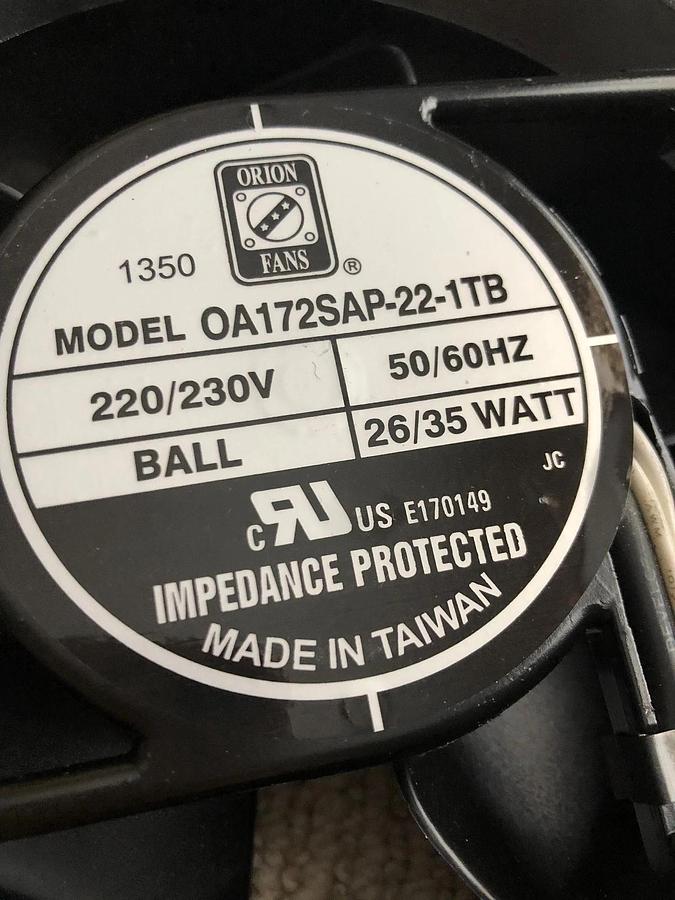 ORION
FANS
®
1350
MODEL OA172SAP-22-1TB
220/230V
50/60HZ
BALL
26/35 WATT
JC
c RU US E170149
IMPEDANCE PROTECTED
MADE IN TAIWAN